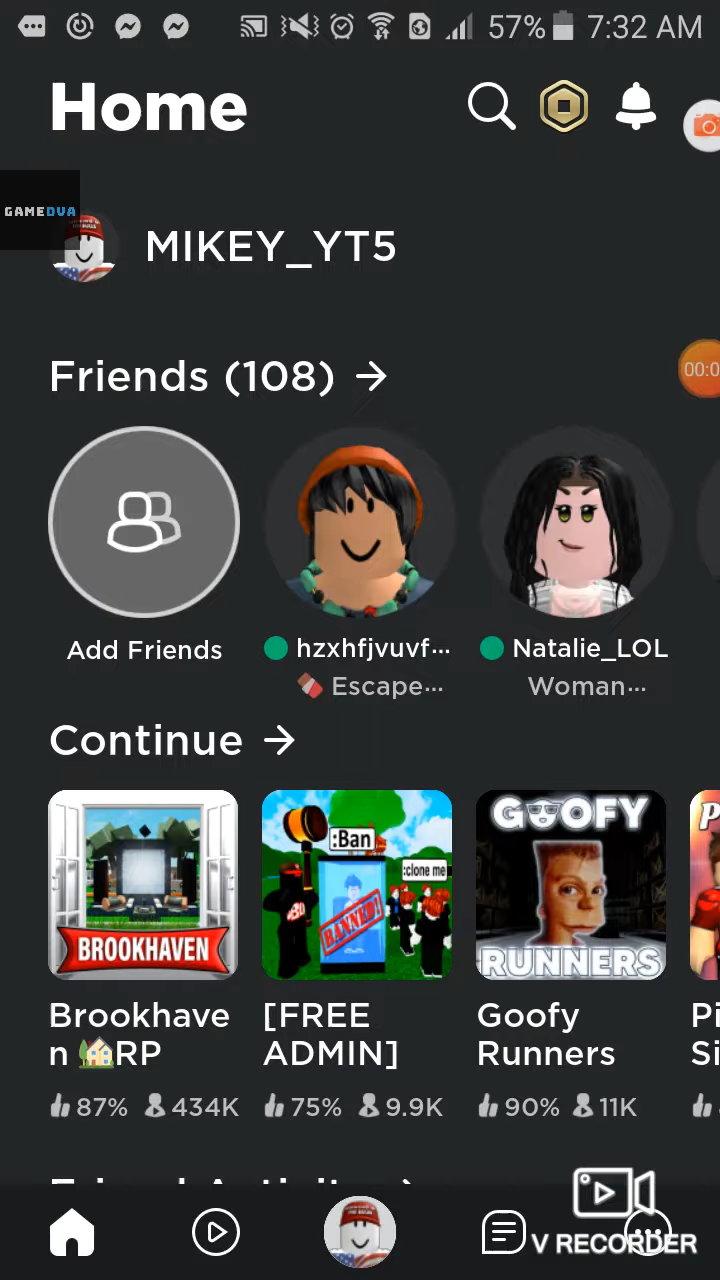 57% 7:32 AM
Home
GAMEDVA
MIKEY_YT5
Friends (108) →
00:0
Add Friends
hzxhfjvuvf...
Natalie_LOL
Escape...
Woman...
Continue →
:Ban
:clone me
BANNED!
BROOKHAVEN
GOOFY
RUNNERS
P
Brookhave
n 🏡RP
[FREE
ADMIN]
Goofy
Runners
Pi
Si
87% 434K
75% 9.9K
90% 11K
V RECORDER